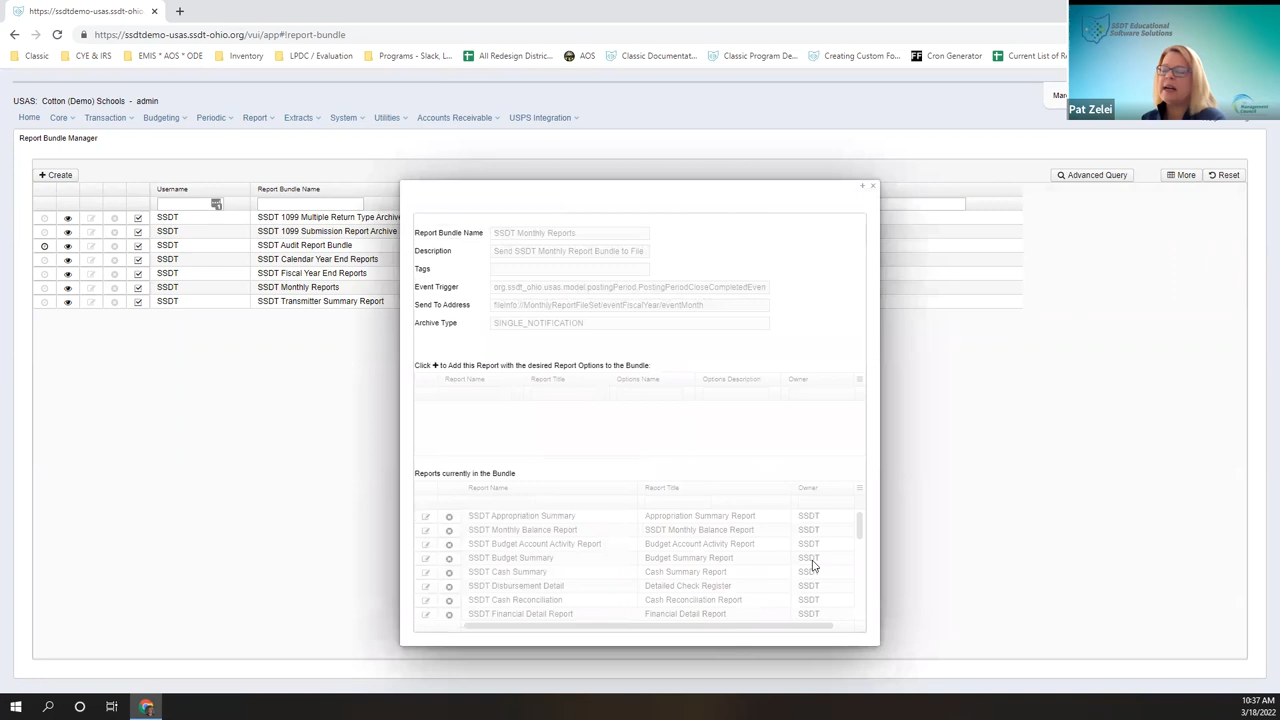 https://ssdtdemo-usas.ssdt-ohio.org
https://ssdtdemo-usas.ssdt-ohio.org/vui/app#!report-bundle
Classic
CYE & IRS
EMIS * AOS * ODE
Inventory
LPDC / Evaluation
Programs - Slack, L...
All Redesign Distric...
AOS
Classic Documentat...
Classic Program De...
Creating Custom Fo...
Cron Generator
Current List of R
SSDT Educational
Software Solutions
Pat Zelei
Management
Council
USAS: Cotton (Demo) Schools - admin
Mar
Home
Core
Transaction
Budgeting
Periodic
Report
Extracts
System
Utilities
Accounts Receivable
USPS Integration
Report Bundle Manager
Create
Advanced Query
More
Reset
Username
Report Bundle Name
SSDT SSDT 1099 Multiple Return Type Archive
SSDT SSDT 1099 Submission Report Archive
SSDT SSDT Audit Report Bundle
SSDT SSDT Calendar Year End Reports
SSDT SSDT Fiscal Year End Reports
SSDT SSDT Monthly Reports
SSDT SSDT Transmitter Summary Report
Report Bundle Name SSDT Monthly Reports
Description Send SSDT Monthly Report Bundle to File
Tags
Event Trigger org.ssdt_ohio.usas.model.postingPeriod.PostingPeriodCloseCompletedEven
Send To Address fileinfo://MonthlyReportFileSet/eventFiscalYear/eventMonth
Archive Type SINGLE_NOTIFICATION
Click + to Add this Report with the desired Report Options to the Bundle:
Report Name Report Title Options Name Options Description Owner
Reports currently in the Bundle
Report Name Report Title Owner
SSDT Appropriation Summary Appropriation Summary Report SSDT
SSDT Monthly Balance Report SSDT Monthly Balance Report SSDT
SSDT Budget Account Activity Report Budget Account Activity Report SSDT
SSDT Budget Summary Budget Summary Report SSDT
SSDT Cash Summary Cash Summary Report SSDT
SSDT Disbursement Detail Detailed Check Register SSDT
SSDT Cash Reconciliation Cash Reconciliation Report SSDT
SSDT Financial Detail Report Financial Detail Report SSDT
10:37 AM
3/18/2022